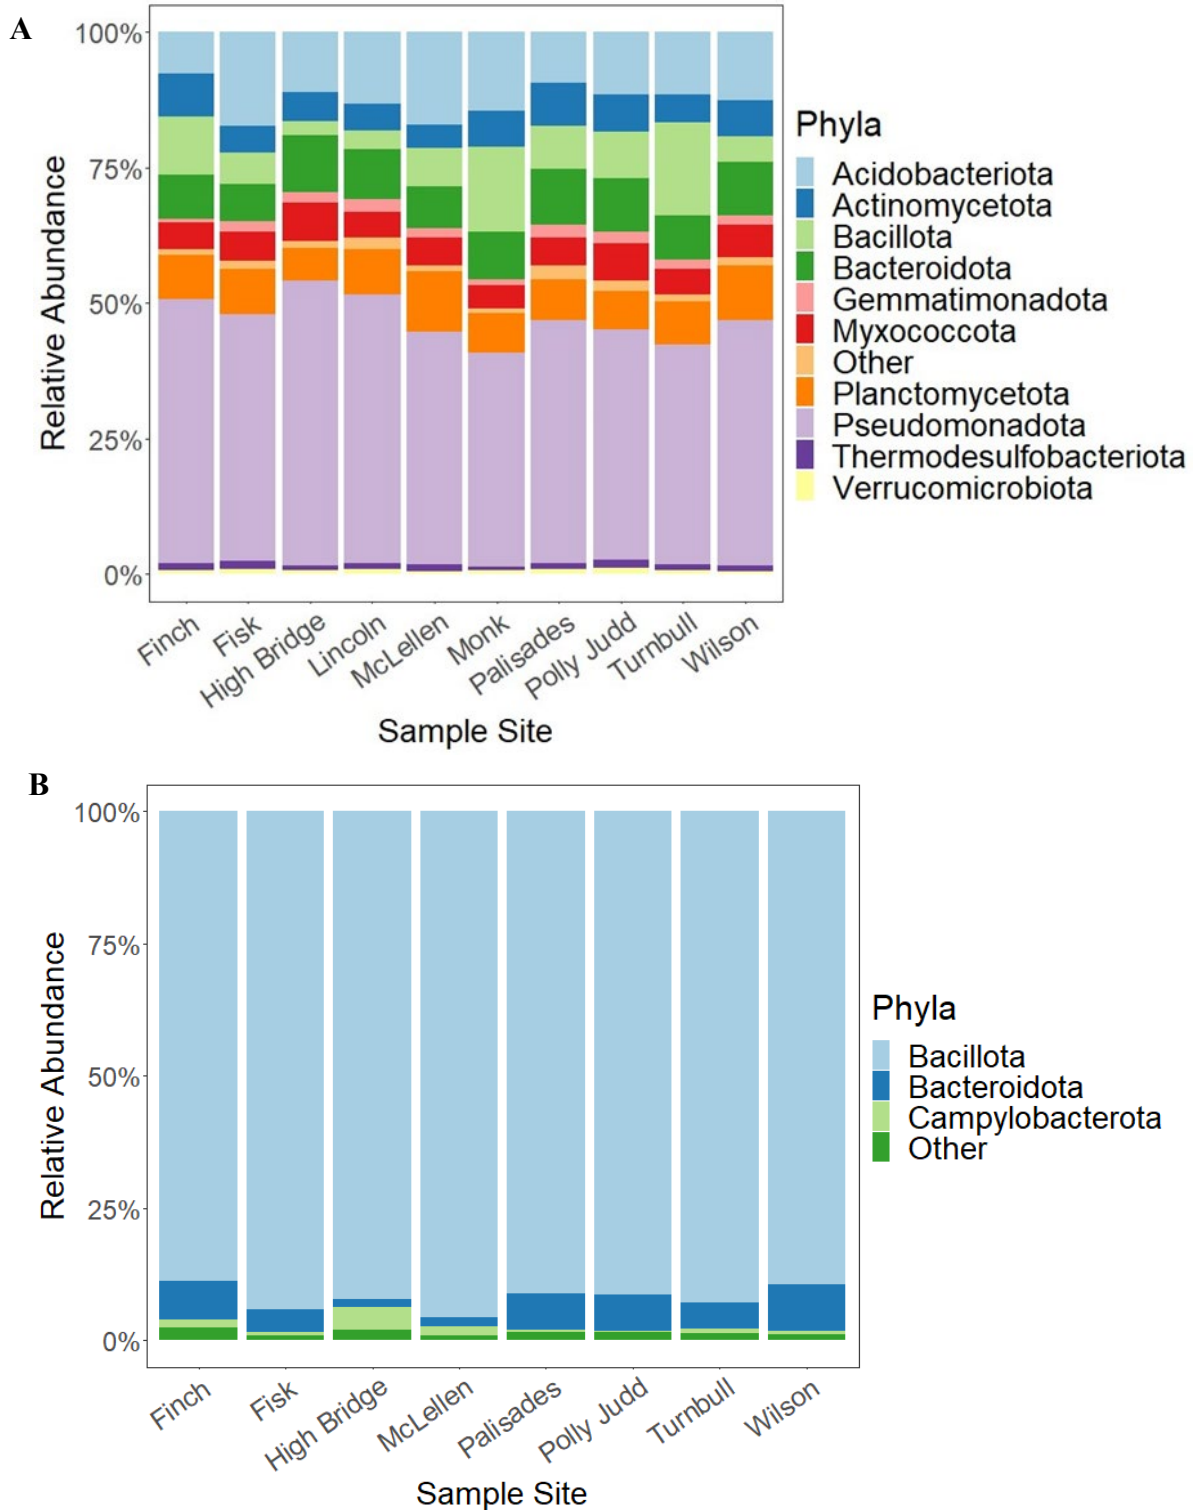 A
100%
75%
50%
25%
0%
Relative Abundance
Finch
Fisk
High Bridge
Lincoln
McLellen
Monk
Palisades
Polly Judd
Turnbull
Wilson
Sample Site
Phyla
Acidobacteriota
Actinomycetota
Bacillota
Bacteroidota
Gemmatimonadota
Myxococcota
Other
Planctomycetota
Pseudomonadota
Thermodesulfobacteriota
Verrucomicrobiota
B
100%
75%
50%
25%
0%
Relative Abundance
Finch
Fisk
High Bridge
McLellen
Palisades
Polly Judd
Turnbull
Wilson
Sample Site
Phyla
Bacillota
Bacteroidota
Campylobacterota
Other